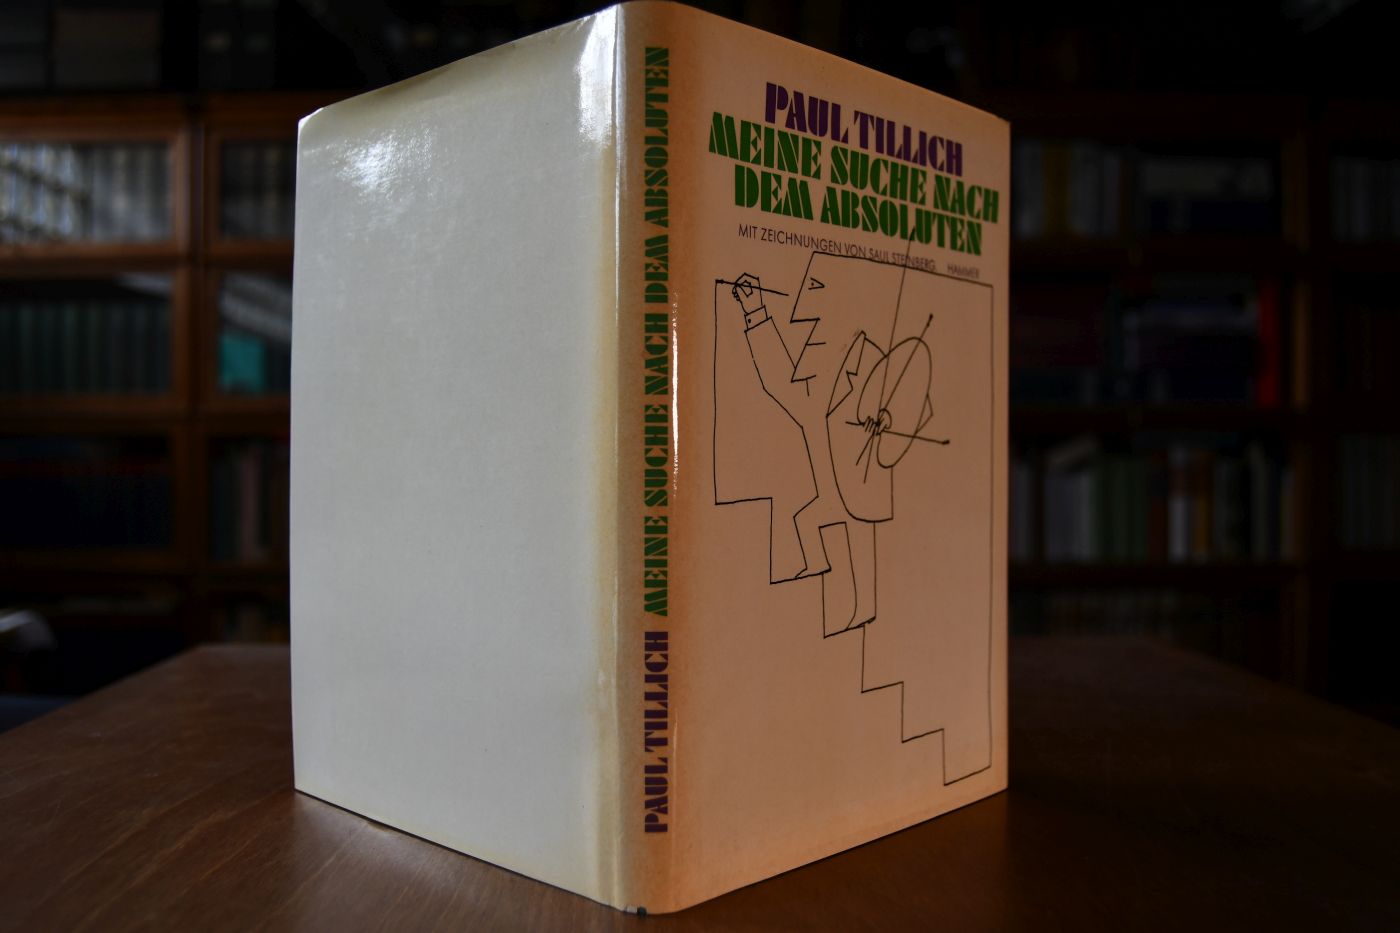 PAUL TILLICH MEINE SUCHE NACH DEM ABSOLUTEN
PAUL TILLICH
MEINE SUCHE NACH
DEM ABSOLUTEN
MIT ZEICHNUNGEN VON SAUL STEINBERG HAMMER